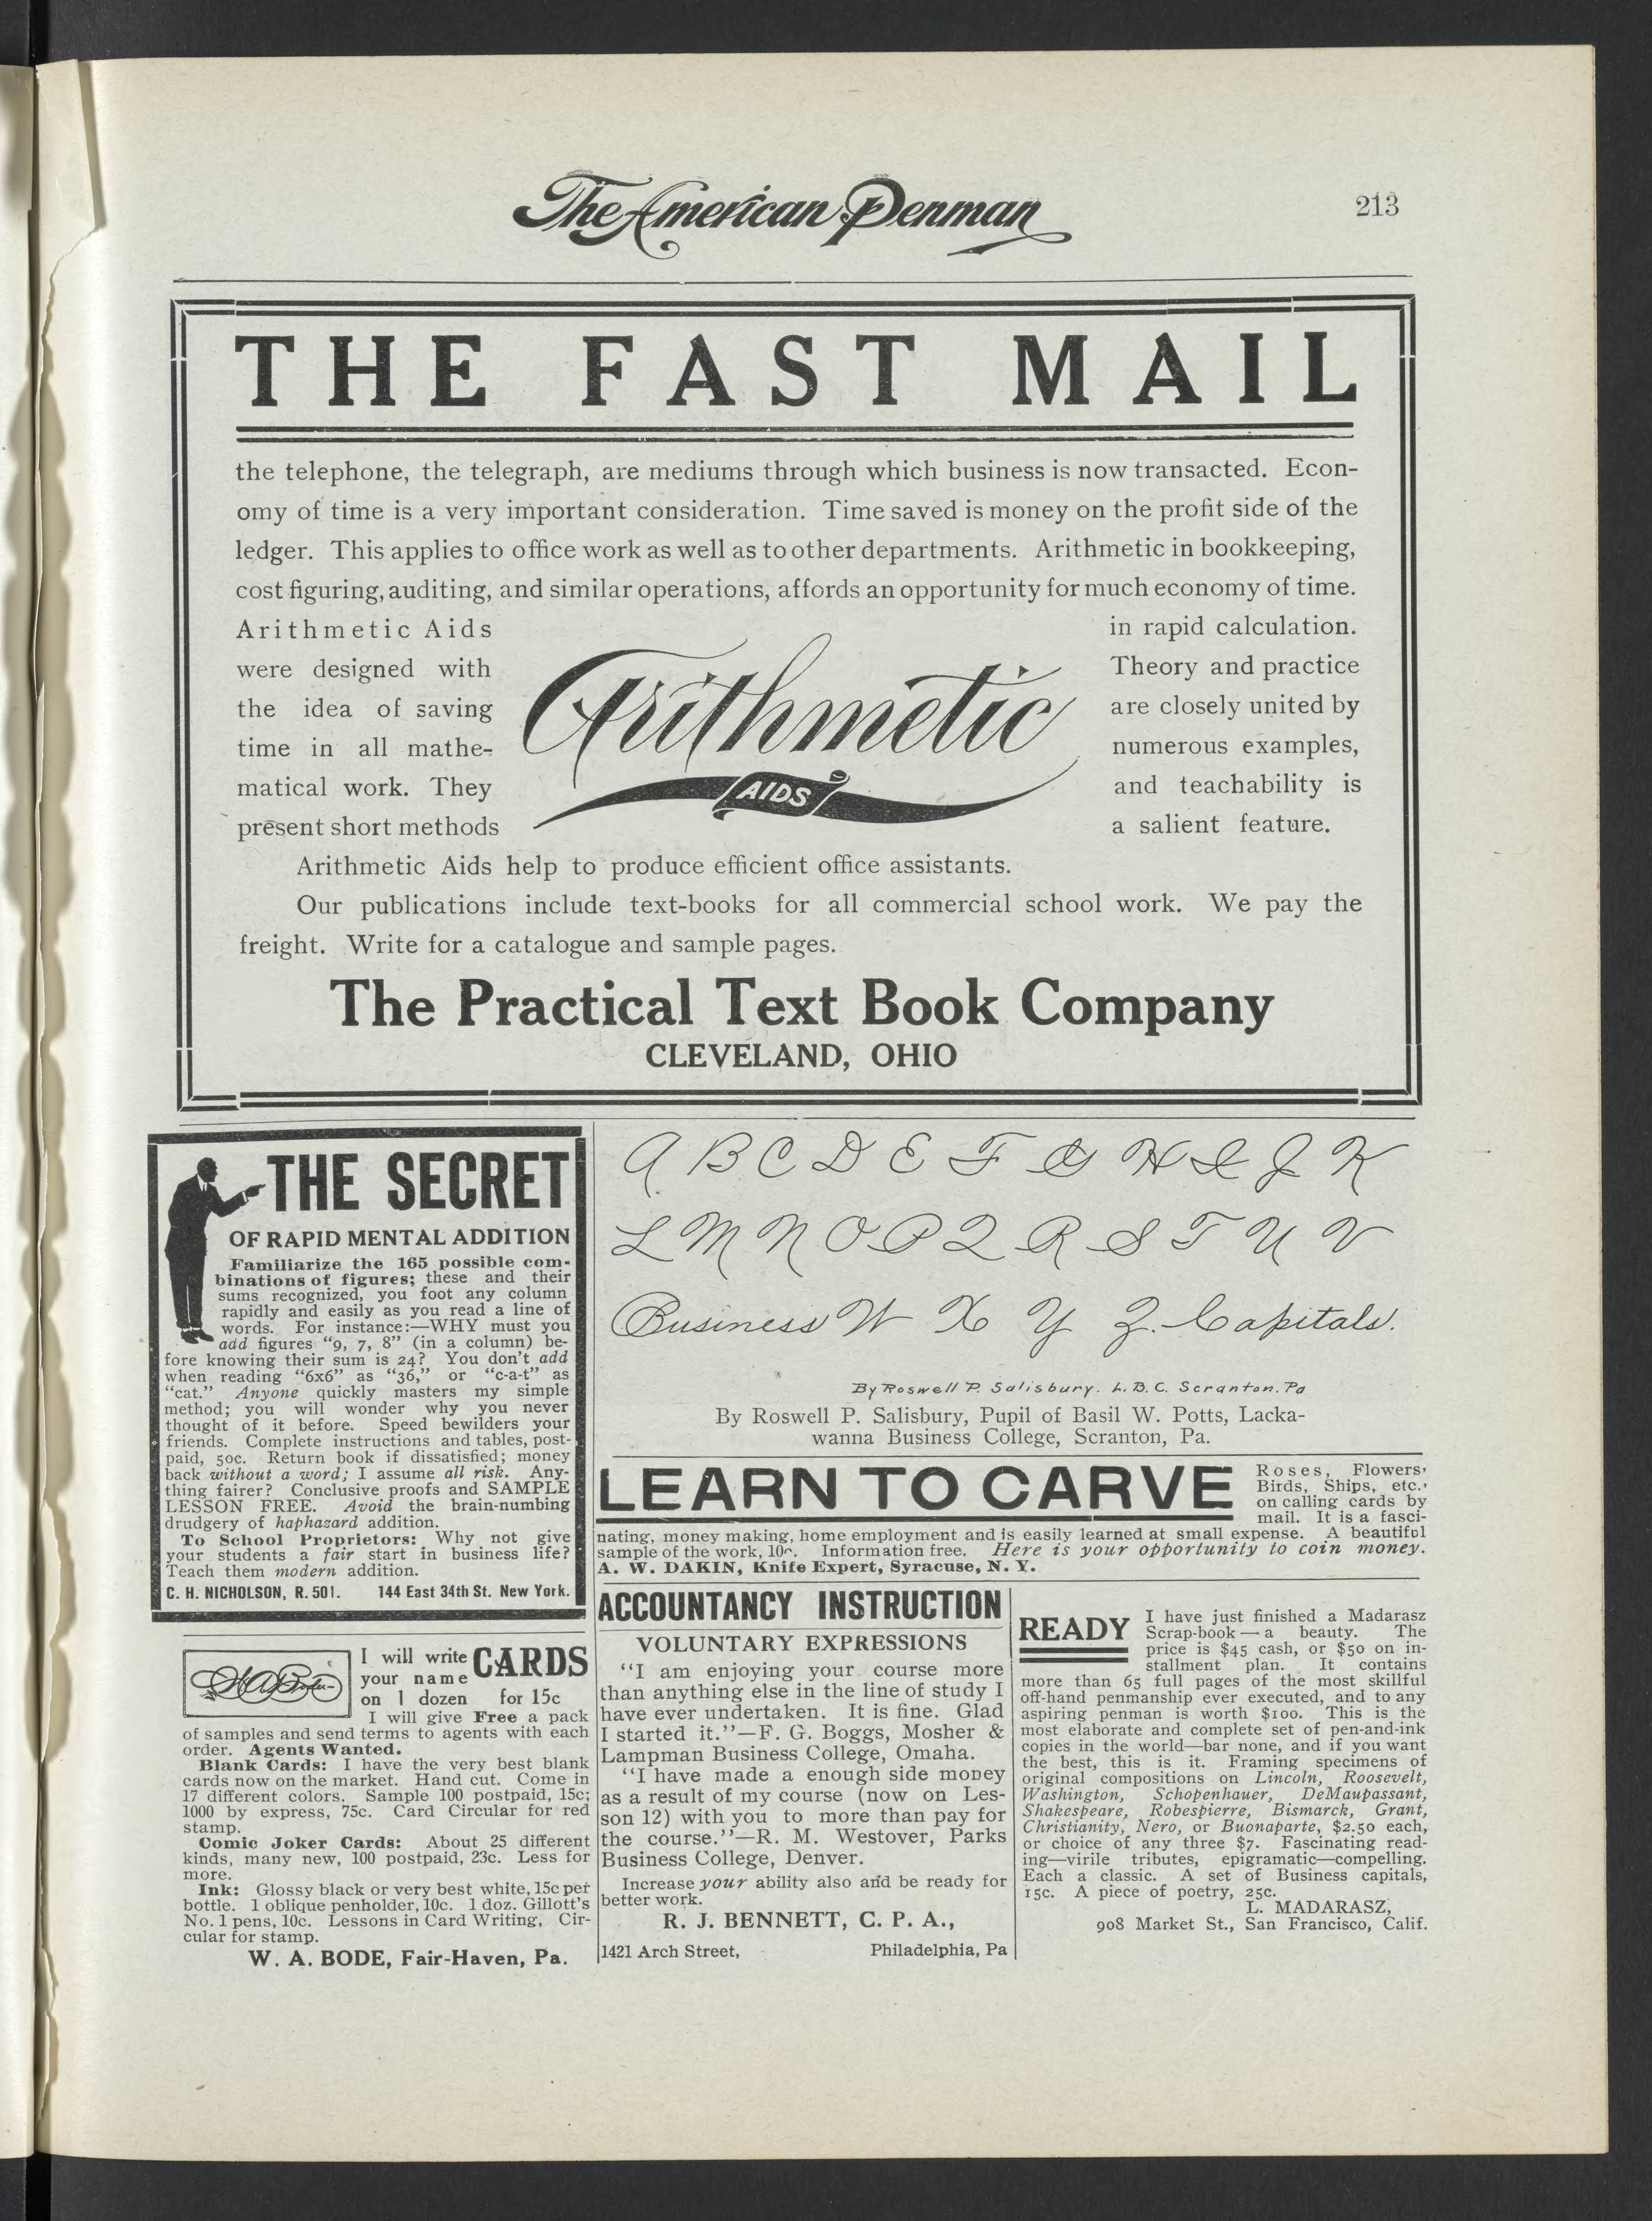 The American Penman
213
THE FAST MAIL
the telephone, the telegraph, are mediums through which business is now transacted. Econ-
omy of time is a very important consideration. Time saved is money on the profit side of the
ledger. This applies to office work as well as to other departments. Arithmetic in bookkeeping,
cost figuring, auditing, and similar operations, affords an opportunity for much economy of time.
Arithmetic Aids
were designed with
the idea of saving
time in all mathe-
matical work. They
present short methods
Arithmetic
AIDS
in rapid calculation.
Theory and practice
are closely united by
numerous examples,
and teachability is
a salient feature.
Arithmetic Aids help to produce efficient office assistants.
Our publications include text-books for all commercial school work. We pay the
freight. Write for a catalogue and sample pages.
The Practical Text Book Company
CLEVELAND, OHIO
THE SECRET
OF RAPID MENTAL ADDITION
Familiarize the 165 possible com-
binations of figures; these and their
sums recognized, you foot any column
rapidly and easily as you read a line of
words. For instance:—WHY must you
add figures "9, 7, 8" (in a column) be-
fore knowing their sum is 24? You don't add
when reading "6x6" as "36," or "c-a-t" as
"cat." Anyone quickly masters my simple
method; you will wonder why you never
thought of it before. Speed bewilders your
friends. Complete instructions and tables, post-
paid, 50c. Return book if dissatisfied; money
back without a word; I assume all risk. Any-
thing fairer? Conclusive proofs and SAMPLE
LESSON FREE. Avoid the brain-numbing
drudgery of haphazard addition.
To School Proprietors: Why not give
your students a fair start in business life?
Teach them modern addition.
C. H. NICHOLSON, R. 501. 144 East 34th St. New York.
I will write
your name
on 1 dozen for 15c
CARDS
I will give Free a pack
of samples and send terms to agents with each
order. Agents Wanted.
Blank Cards: I have the very best blank
cards now on the market. Hand cut. Come in
17 different colors. Sample 100 postpaid, 15c;
1000 by express, 75c. Card Circular for red
stamp.
Comic Joker Cards: About 25 different
kinds, many new, 100 postpaid, 23c. Less for
more.
Ink: Glossy black or very best white, 15c per
bottle. 1 oblique penholder, 10c. 1 doz. Gillott's
No. 1 pens, 10c. Lessons in Card Writing, Cir-
cular for stamp.
W. A. BODE, Fair-Haven, Pa.
A B C D E F G H I J K
L M N O P Q R S T U V
Business W X Y Z. Capitals.
By Roswell P. Salisbury. L. B. C. Scranton. Pa
By Roswell P. Salisbury, Pupil of Basil W. Potts, Lacka-
wanna Business College, Scranton, Pa.
LEARN TO CARVE
Roses, Flowers,
Birds, Ships, etc.,
on calling cards by
mail. It is a fasci-
nating, money making, home employment and is easily learned at small expense. A beautiful
sample of the work, 10c. Information free. Here is your opportunity to coin money.
A. W. DAKIN, Knife Expert, Syracuse, N. Y.
ACCOUNTANCY INSTRUCTION
VOLUNTARY EXPRESSIONS
"I am enjoying your course more
than anything else in the line of study I
have ever undertaken. It is fine. Glad
I started it."—F. G. Boggs, Mosher &
Lampman Business College, Omaha.
"I have made a enough side money
as a result of my course (now on Les-
son 12) with you to more than pay for
the course."—R. M. Westover, Parks
Business College, Denver.
Increase your ability also and be ready for
better work.
R. J. BENNETT, C. P. A.,
1421 Arch Street, Philadelphia, Pa
READY
I have just finished a Madarasz
Scrap-book—a beauty. The
price is $45 cash, or $50 on in-
stallment plan. It contains
more than 65 full pages of the most skillful
off-hand penmanship ever executed, and to any
aspiring penman is worth $100. This is the
most elaborate and complete set of pen-and-ink
copies in the world—bar none, and if you want
the best, this is it. Framing specimens of
original compositions on Lincoln, Roosevelt,
Washington, Schopenhauer, DeMaupassant,
Shakespeare, Robespierre, Bismarck, Grant,
Christianity, Nero, or Buonaparte, $2.50 each,
or choice of any three $7. Fascinating read-
ing—virile tributes, epigramatic—compelling.
Each a classic. A set of Business capitals,
15c. A piece of poetry, 25c.
L. MADARASZ,
908 Market St., San Francisco, Calif.